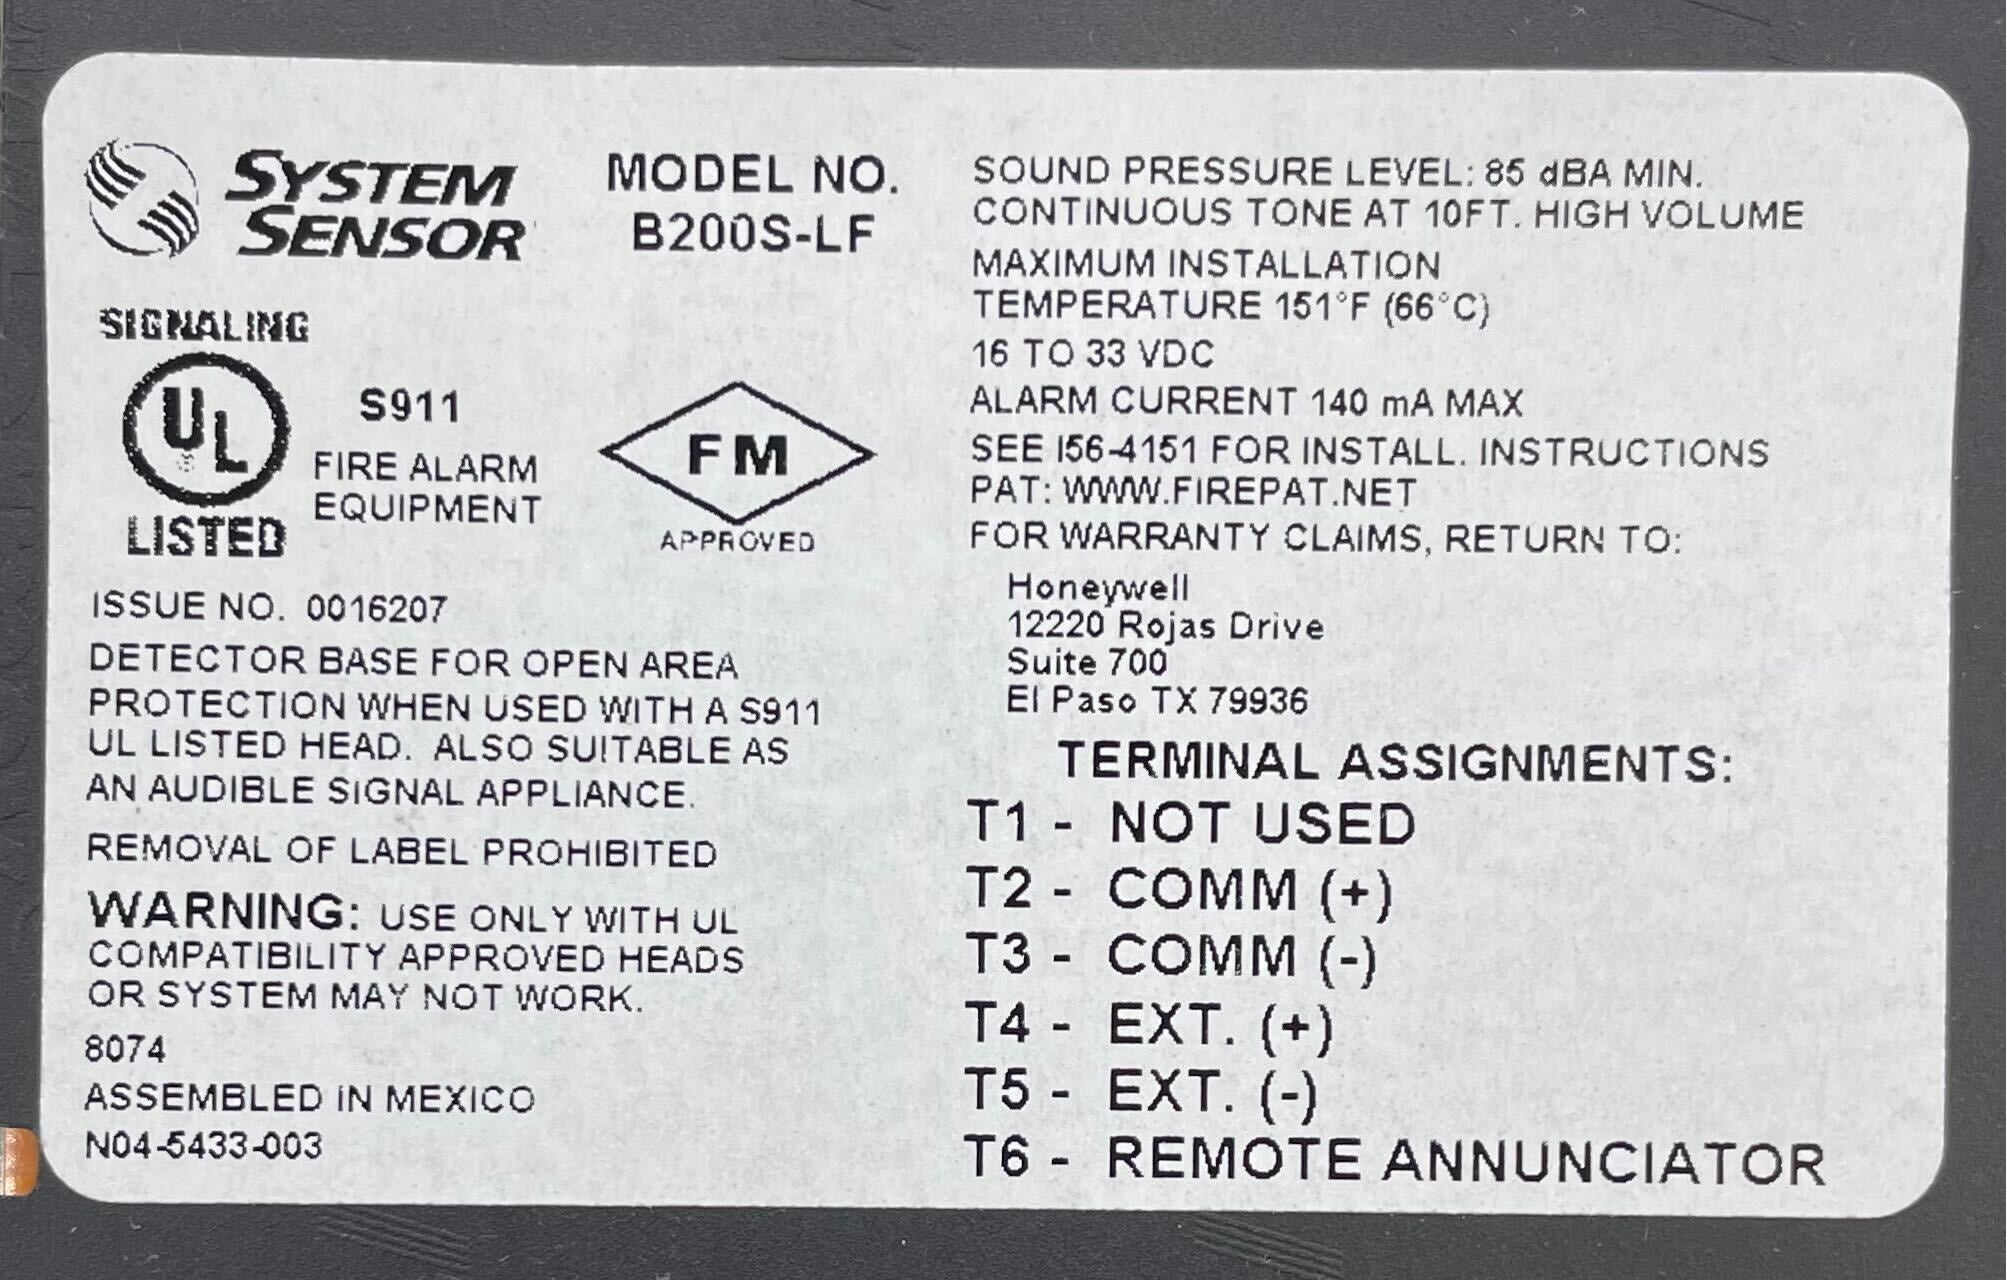 SYSTEM
SENSOR
MODEL NO.
B200S-LF
SIGNALING
UL
LISTED
S911
FIRE ALARM
EQUIPMENT
FM
APPROVED
ISSUE NO. 0016207
DETECTOR BASE FOR OPEN AREA
PROTECTION WHEN USED WITH A S911
UL LISTED HEAD. ALSO SUITABLE AS
AN AUDIBLE SIGNAL APPLIANCE.
REMOVAL OF LABEL PROHIBITED
WARNING: USE ONLY WITH UL
COMPATIBILITY APPROVED HEADS
OR SYSTEM MAY NOT WORK.
8074
ASSEMBLED IN MEXICO
N04-5433-003
SOUND PRESSURE LEVEL: 85 dBA MIN.
CONTINUOUS TONE AT 10FT. HIGH VOLUME
MAXIMUM INSTALLATION
TEMPERATURE 151°F (66°C)
16 TO 33 VDC
ALARM CURRENT 140 mA MAX
SEE I56-4151 FOR INSTALL. INSTRUCTIONS
PAT: WWW.FIREPAT.NET
FOR WARRANTY CLAIMS, RETURN TO:
Honeywell
12220 Rojas Drive
Suite 700
El Paso TX 79936
TERMINAL ASSIGNMENTS:
T1 - NOT USED
T2 - COMM (+)
T3 - COMM (-)
T4 - EXT. (+)
T5 - EXT. (-)
T6 - REMOTE ANNUNCIATOR